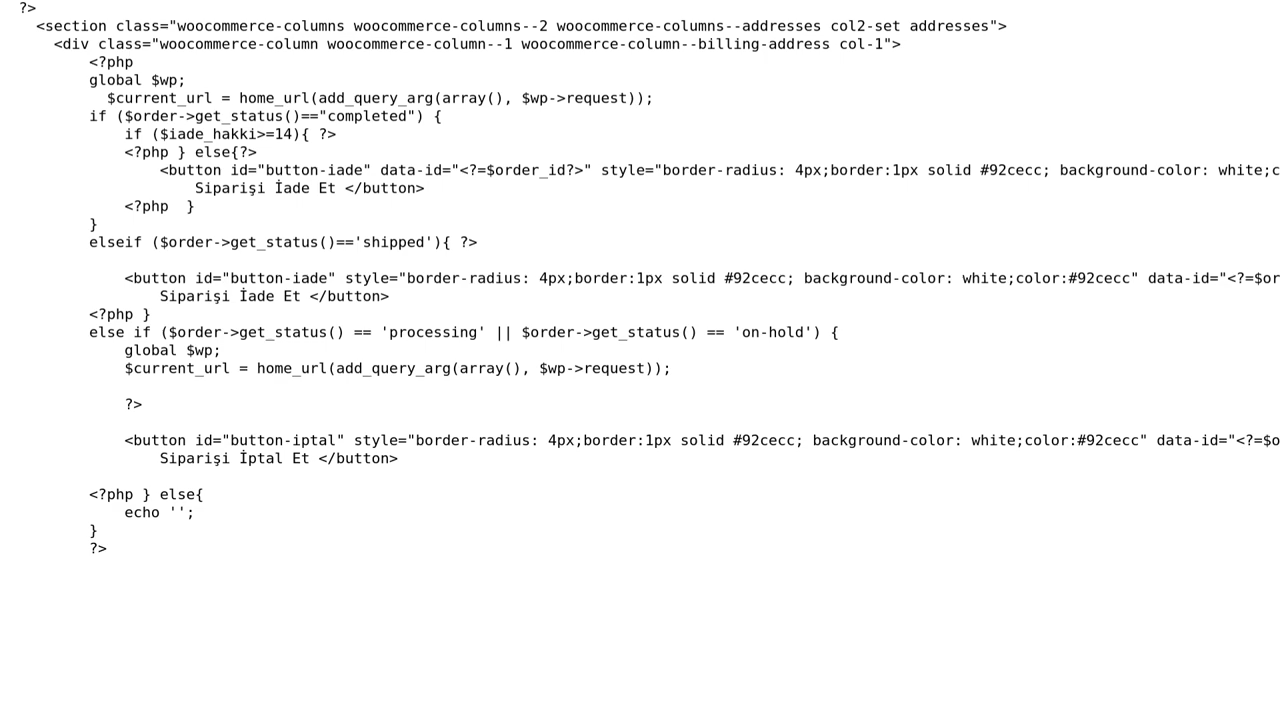 ?>
<section class="woocommerce-columns woocommerce-columns--2 woocommerce-columns--addresses col2-set addresses">
<div class="woocommerce-column woocommerce-column--1 woocommerce-column--billing-address col-1">
<?php
global $wp;
$current_url = home_url(add_query_arg(array(), $wp->request));
if ($order->get_status()=="completed") {
if ($iade_hakki>=14){ ?>
<?php } else{?>
<button id="button-iade" data-id="<?=$order_id?>" style="border-radius: 4px;border:1px solid #92cecc; background-color: white;c
Siparişi İade Et </button>
<?php  }
}
elseif ($order->get_status()=='shipped'){ ?>
<button id="button-iade" style="border-radius: 4px;border:1px solid #92cecc; background-color: white;color:#92cecc" data-id="<?=$or
Siparişi İade Et </button>
<?php }
else if ($order->get_status() == 'processing' || $order->get_status() == 'on-hold') {
global $wp;
$current_url = home_url(add_query_arg(array(), $wp->request));
?>
<button id="button-iptal" style="border-radius: 4px;border:1px solid #92cecc; background-color: white;color:#92cecc" data-id="<?=$o
Siparişi İptal Et </button>
<?php } else{
echo '';
}
?>